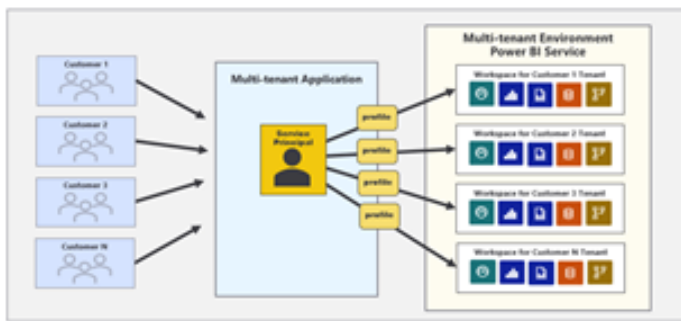 Customer 1
Customer 2
Customer 3
Customer N
Multi-tenant Application
Service
Principal
profile
profile
profile
profile
Multi-tenant Environment
Power BI Service
Workspace for Customer 1 Tenant
Workspace for Customer 2 Tenant
Workspace for Customer 3 Tenant
Workspace for Customer N Tenant